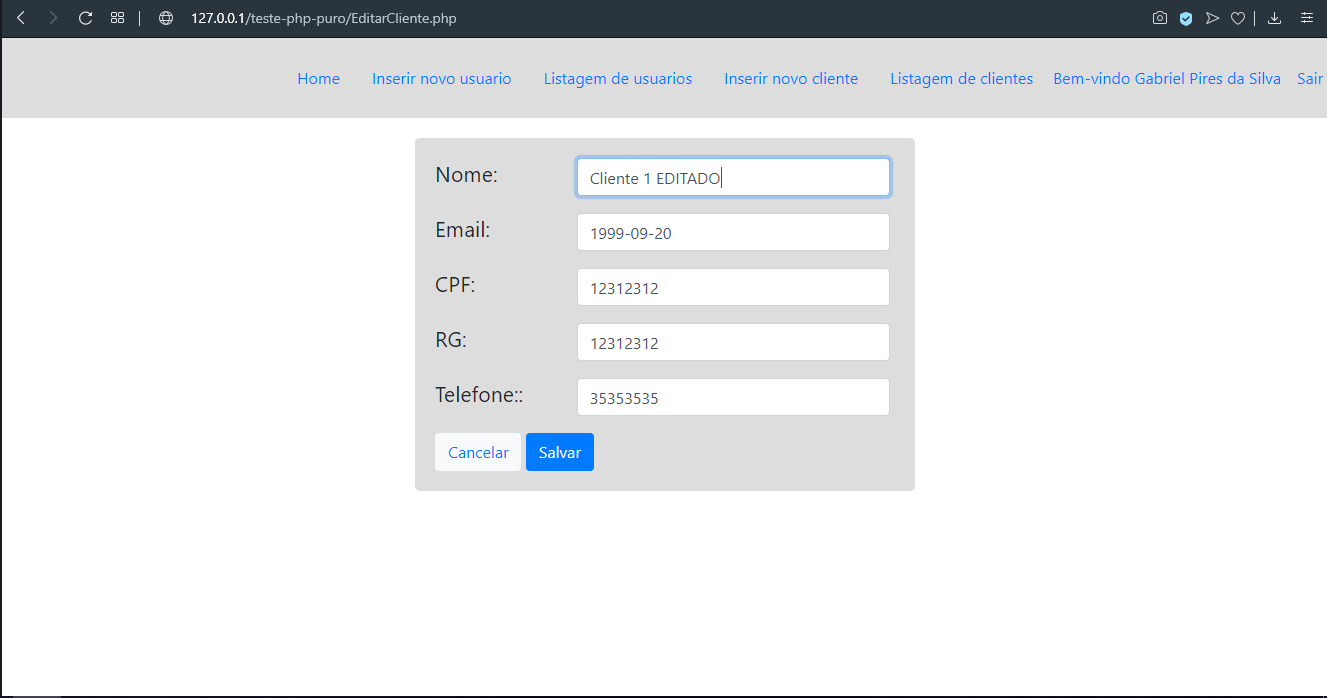 127.0.0.1/teste-php-puro/EditarCliente.php
Home Inserir novo usuario Listagem de usuarios Inserir novo cliente Listagem de clientes Bem-vindo Gabriel Pires da Silva Sair
Nome: Cliente 1 EDITADO
Email: 1999-09-20
CPF: 12312312
RG: 12312312
Telefone:: 35353535
Cancelar Salvar